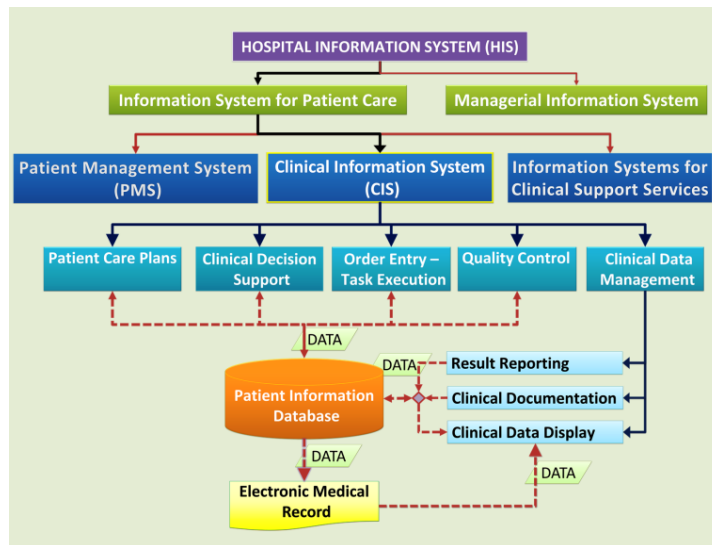 HOSPITAL INFORMATION SYSTEM (HIS)
Information System for Patient Care
Managerial Information System
Patient Management System
(PMS)
Clinical Information System
(CIS)
Information Systems for
Clinical Support Services
Patient Care Plans
Clinical Decision
Support
Order Entry –
Task Execution
Quality Control
Clinical Data
Management
DATA
DATA
Result Reporting
Patient Information
Database
Clinical Documentation
Clinical Data Display
DATA
DATA
Electronic Medical
Record